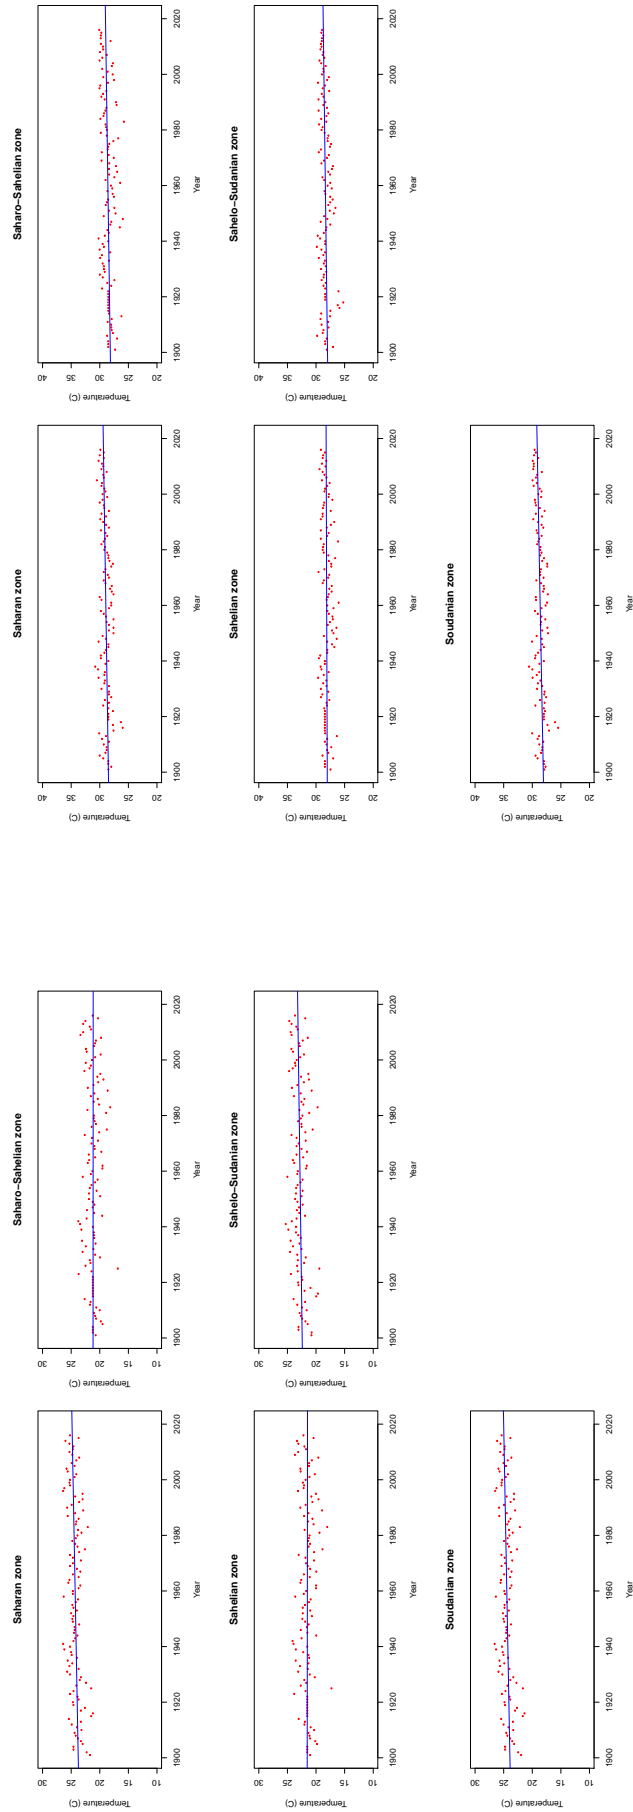 Saharan zone
Temperature (C)
30
25
20
15
10
1900 1920 1940 1960 1980 2000 2020
Year
Saharo−Sahelian zone
Temperature (C)
30
25
20
15
10
1900 1920 1940 1960 1980 2000 2020
Year
Sahelian zone
Temperature (C)
30
25
20
15
10
1900 1920 1940 1960 1980 2000 2020
Year
Sahelo−Sudanian zone
Temperature (C)
30
25
20
15
10
1900 1920 1940 1960 1980 2000 2020
Year
Soudanian zone
Temperature (C)
30
25
20
15
10
1900 1920 1940 1960 1980 2000 2020
Year
Saharan zone
Temperature (C)
40
35
30
25
20
1900 1920 1940 1960 1980 2000 2020
Year
Saharo−Sahelian zone
Temperature (C)
40
35
30
25
20
1900 1920 1940 1960 1980 2000 2020
Year
Sahelian zone
Temperature (C)
40
35
30
25
20
1900 1920 1940 1960 1980 2000 2020
Year
Sahelo−Sudanian zone
Temperature (C)
40
35
30
25
20
1900 1920 1940 1960 1980 2000 2020
Year
Soudanian zone
Temperature (C)
40
35
30
25
20
1900 1920 1940 1960 1980 2000 2020
Year